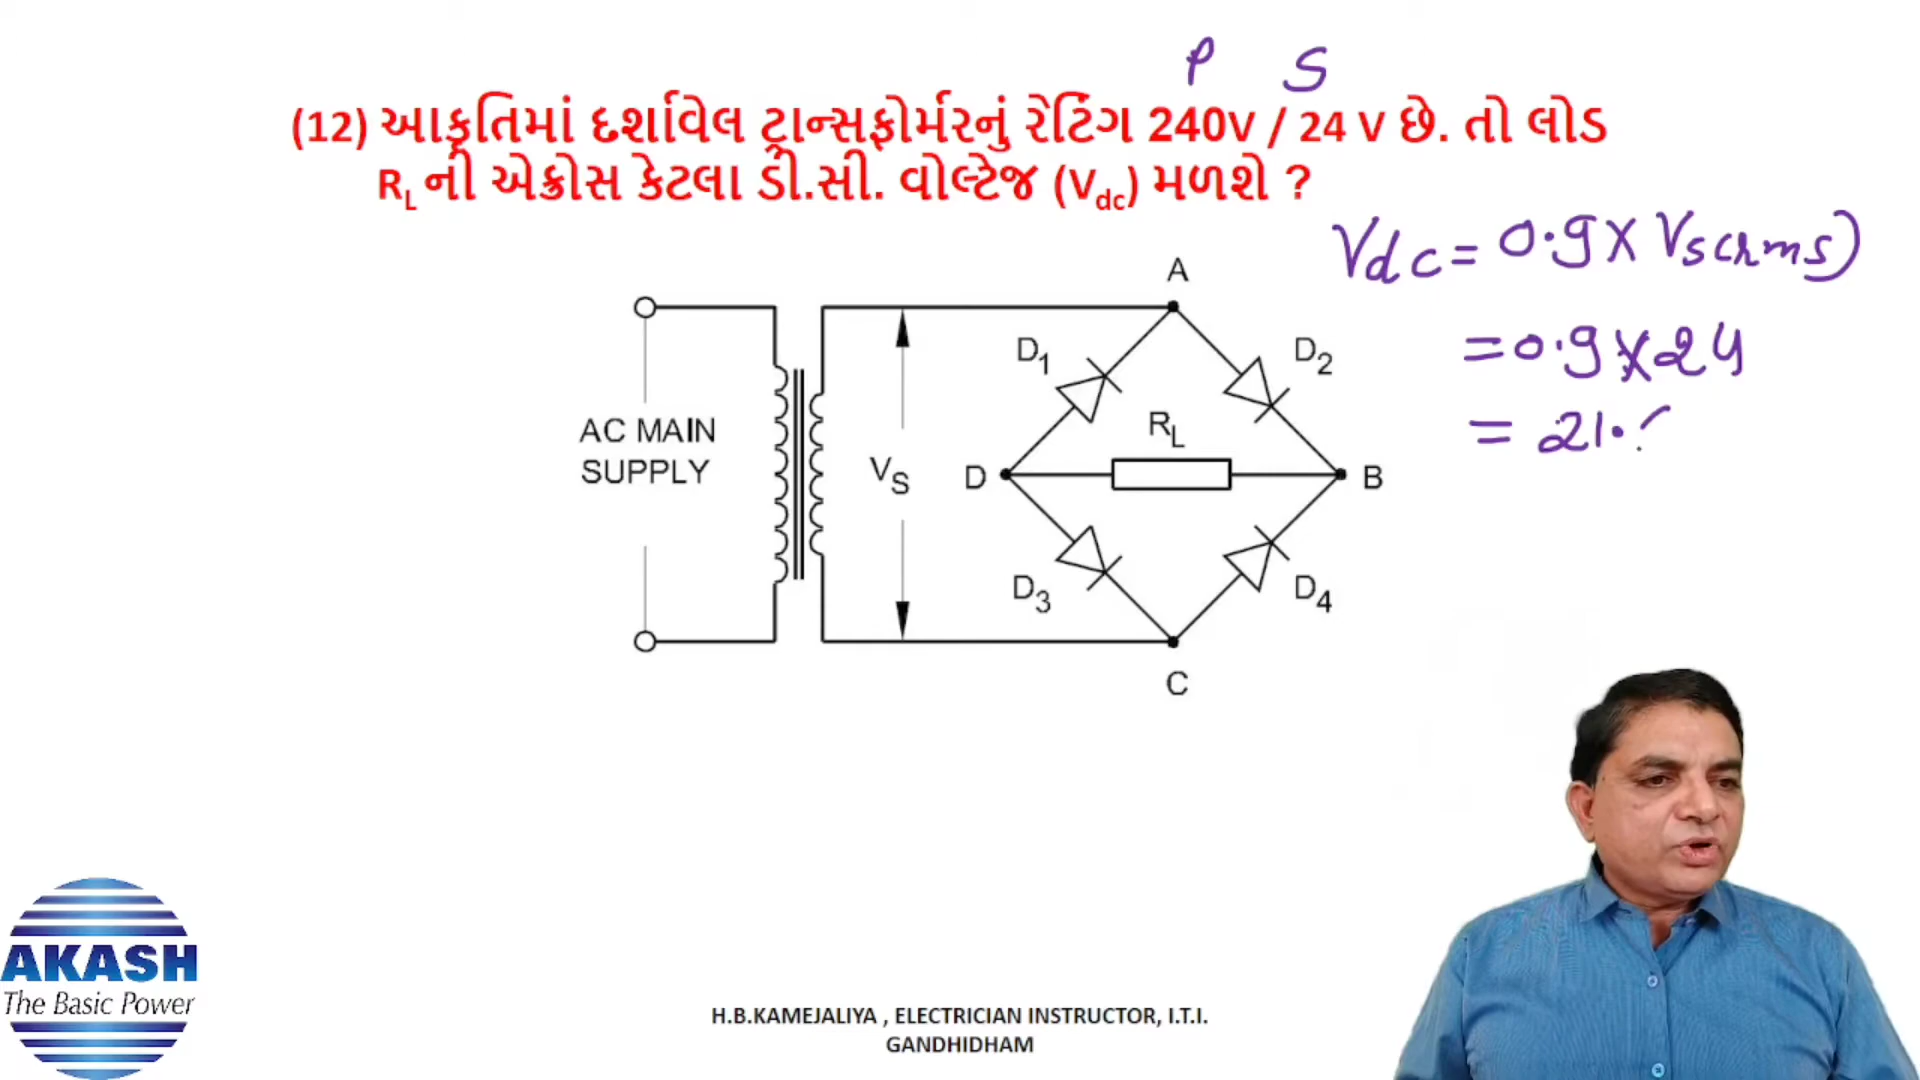 P S
(12) આકૃતિમાં દર્શાવેલ ટ્રાન્સફોર્મરનું રેટિંગ 240V / 24 V છે. તો લોડ
RL ની એક્રોસ કેટલા ડી.સી. વોલ્ટેજ (Vdc) મળશે ?
Vdc = 0.9 X Vs(rms)
= 0.9 X 24
= 21.
A
D1
D2
AC MAIN
SUPPLY
VS
RL
D
B
D3
D4
C
AKASH
The Basic Power
H.B.KAMEJALIYA , ELECTRICIAN INSTRUCTOR, I.T.I.
GANDHIDHAM